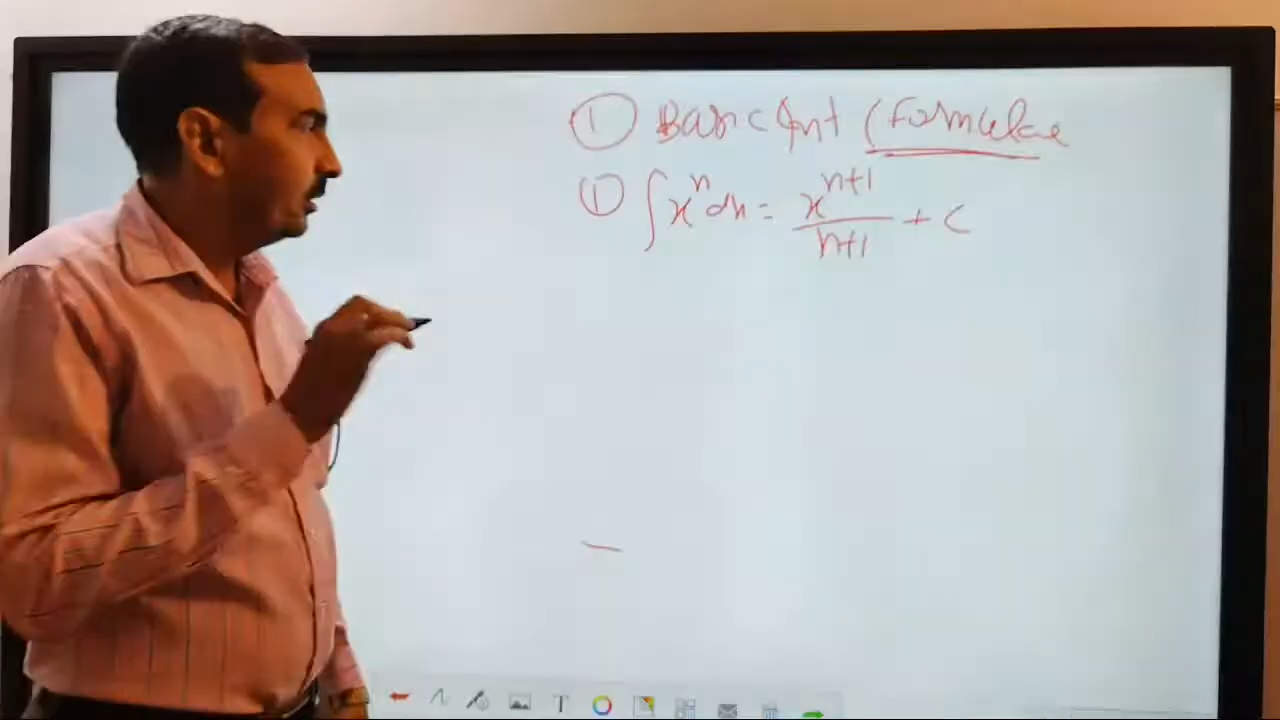 ① Basic Int (Formulae
① ∫xⁿ dx = xⁿ⁺¹/n+1 + c
T